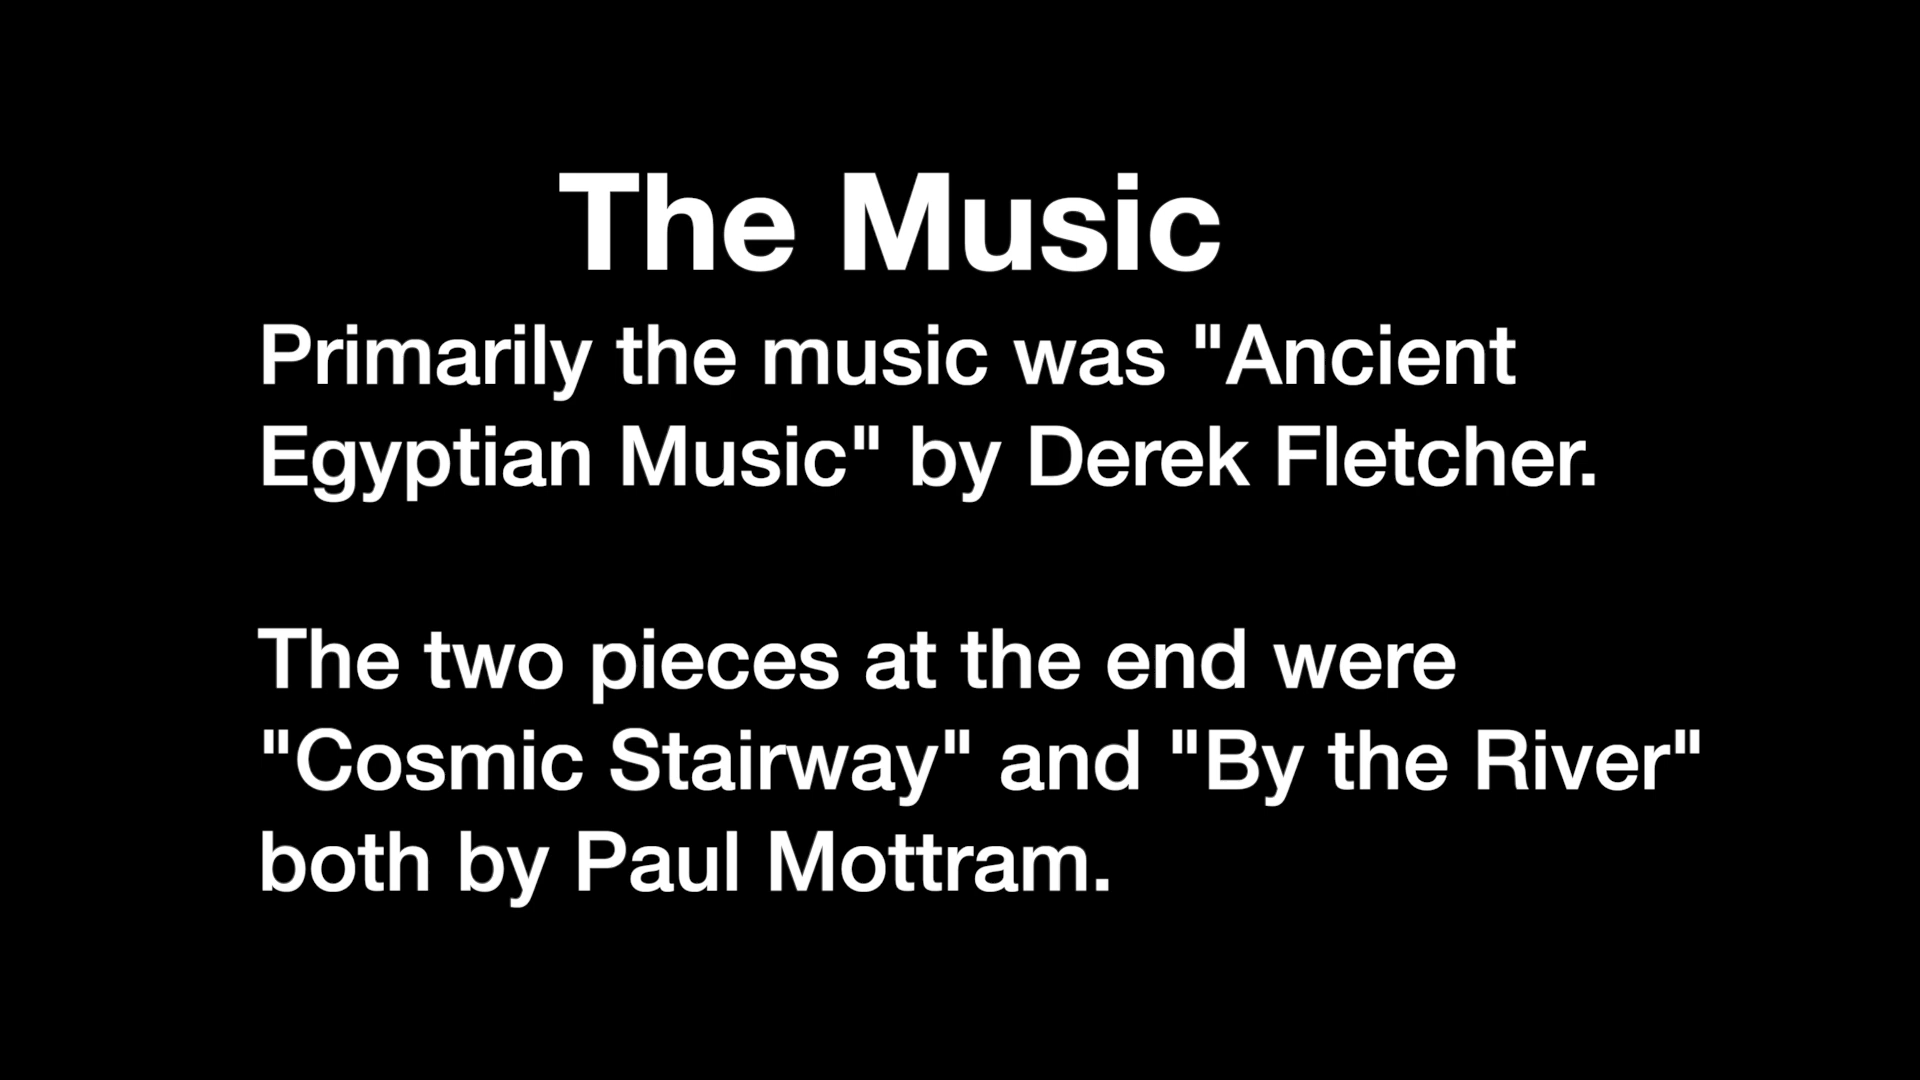 The Music
Primarily the music was "Ancient
Egyptian Music" by Derek Fletcher.
The two pieces at the end were
"Cosmic Stairway" and "By the River"
both by Paul Mottram.